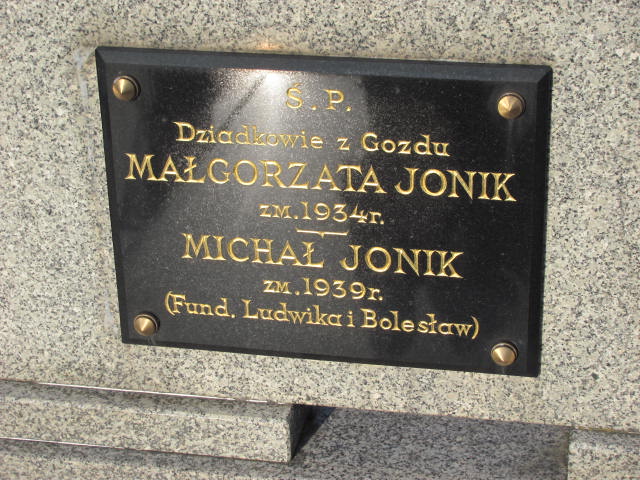 Ś.P.
Dziadkowie z Gozdu
MAŁGORZATA JONIK
ZM.1934r.
MICHAŁ JONIK
ZM.1939r.
(Fund. Ludwika i Bolesław)